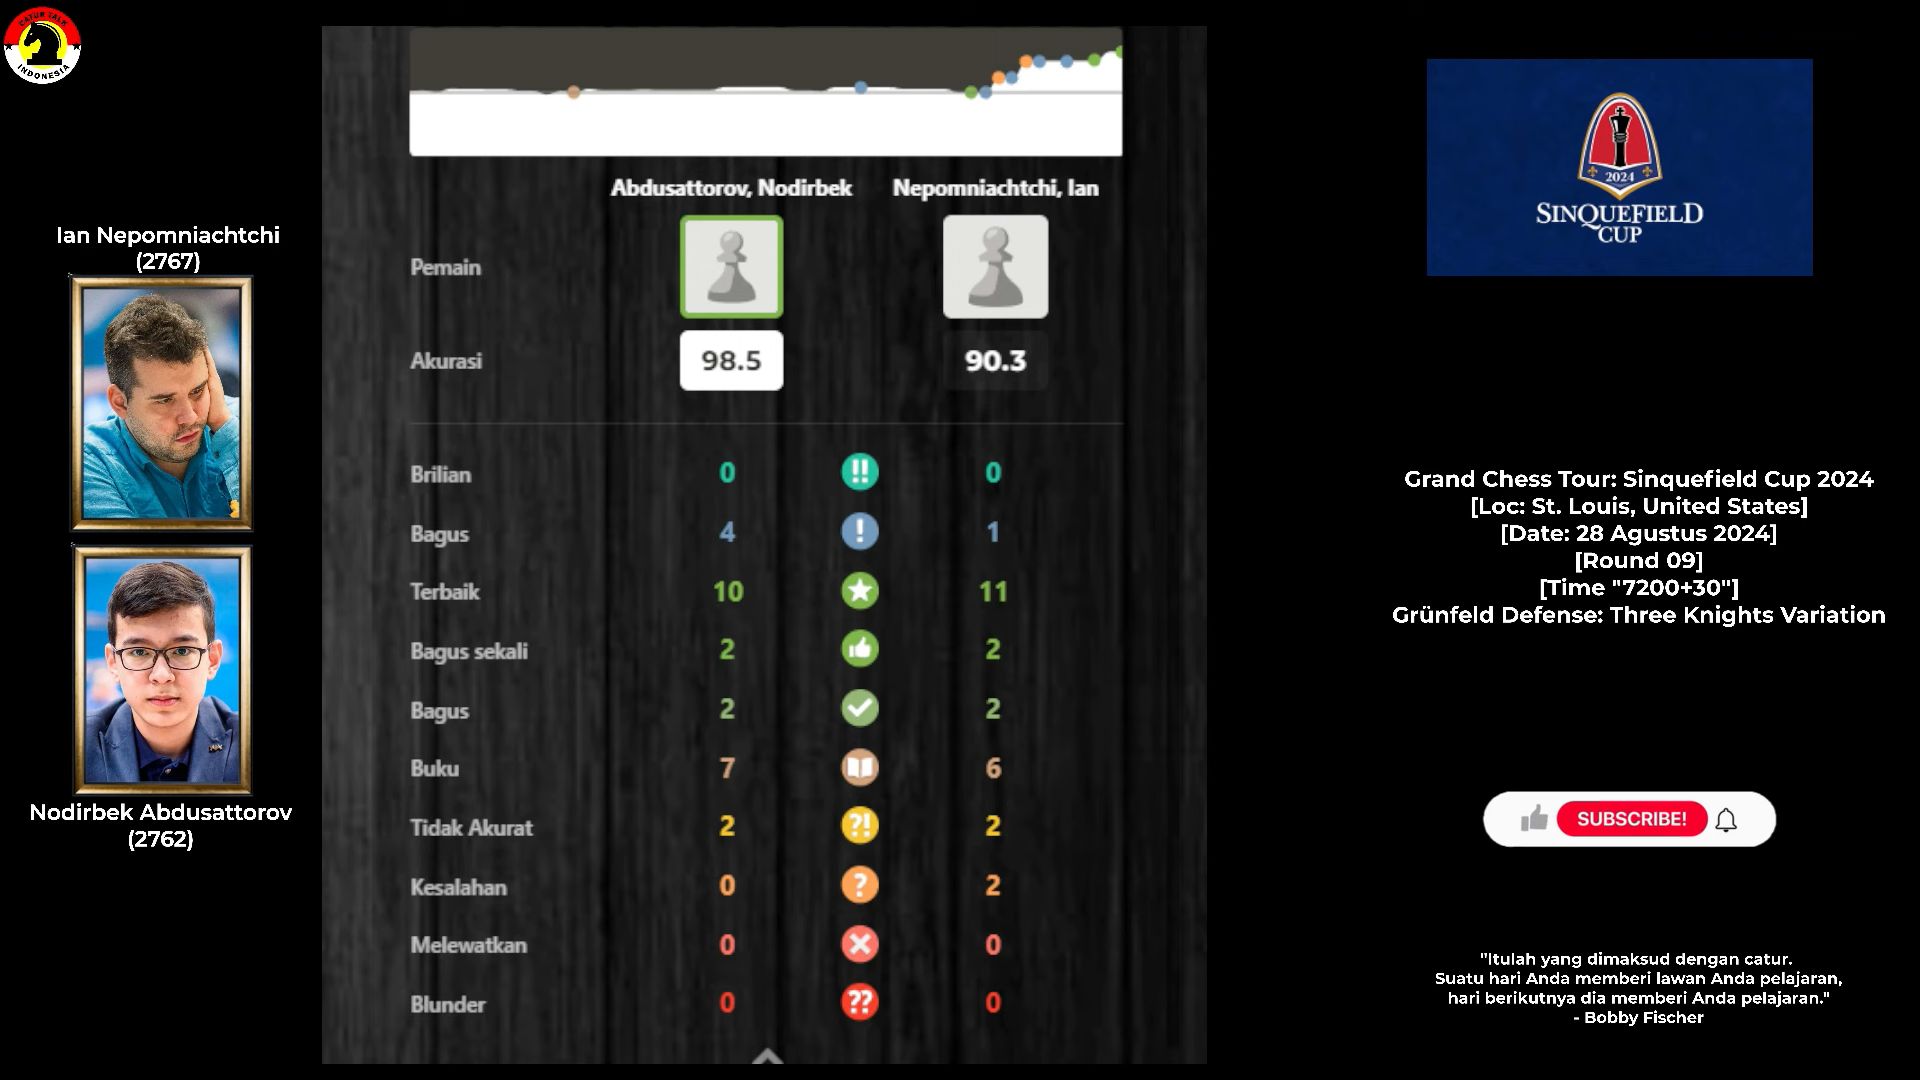 CATUR TALK
INDONESIA
Ian Nepomniachtchi
(2767)
Nodirbek Abdusattorov
(2762)
Abdusattorov, Nodirbek Nepomniachtchi, Ian
Pemain
Akurasi 98.5 90.3
Brilian 0 !! 0
Bagus 4 ! 1
Terbaik 10 11
Bagus sekali 2 2
Bagus 2 2
Buku 7 6
Tidak Akurat 2 ?! 2
Kesalahan 0 ? 2
Melewatkan 0 0
Blunder 0 ?? 0
2024
SINQUEFIELD
CUP
Grand Chess Tour: Sinquefield Cup 2024
[Loc: St. Louis, United States]
[Date: 28 Agustus 2024]
[Round 09]
[Time "7200+30"]
Grünfeld Defense: Three Knights Variation
SUBSCRIBE!
"Itulah yang dimaksud dengan catur.
Suatu hari Anda memberi lawan Anda pelajaran,
hari berikutnya dia memberi Anda pelajaran."
- Bobby Fischer